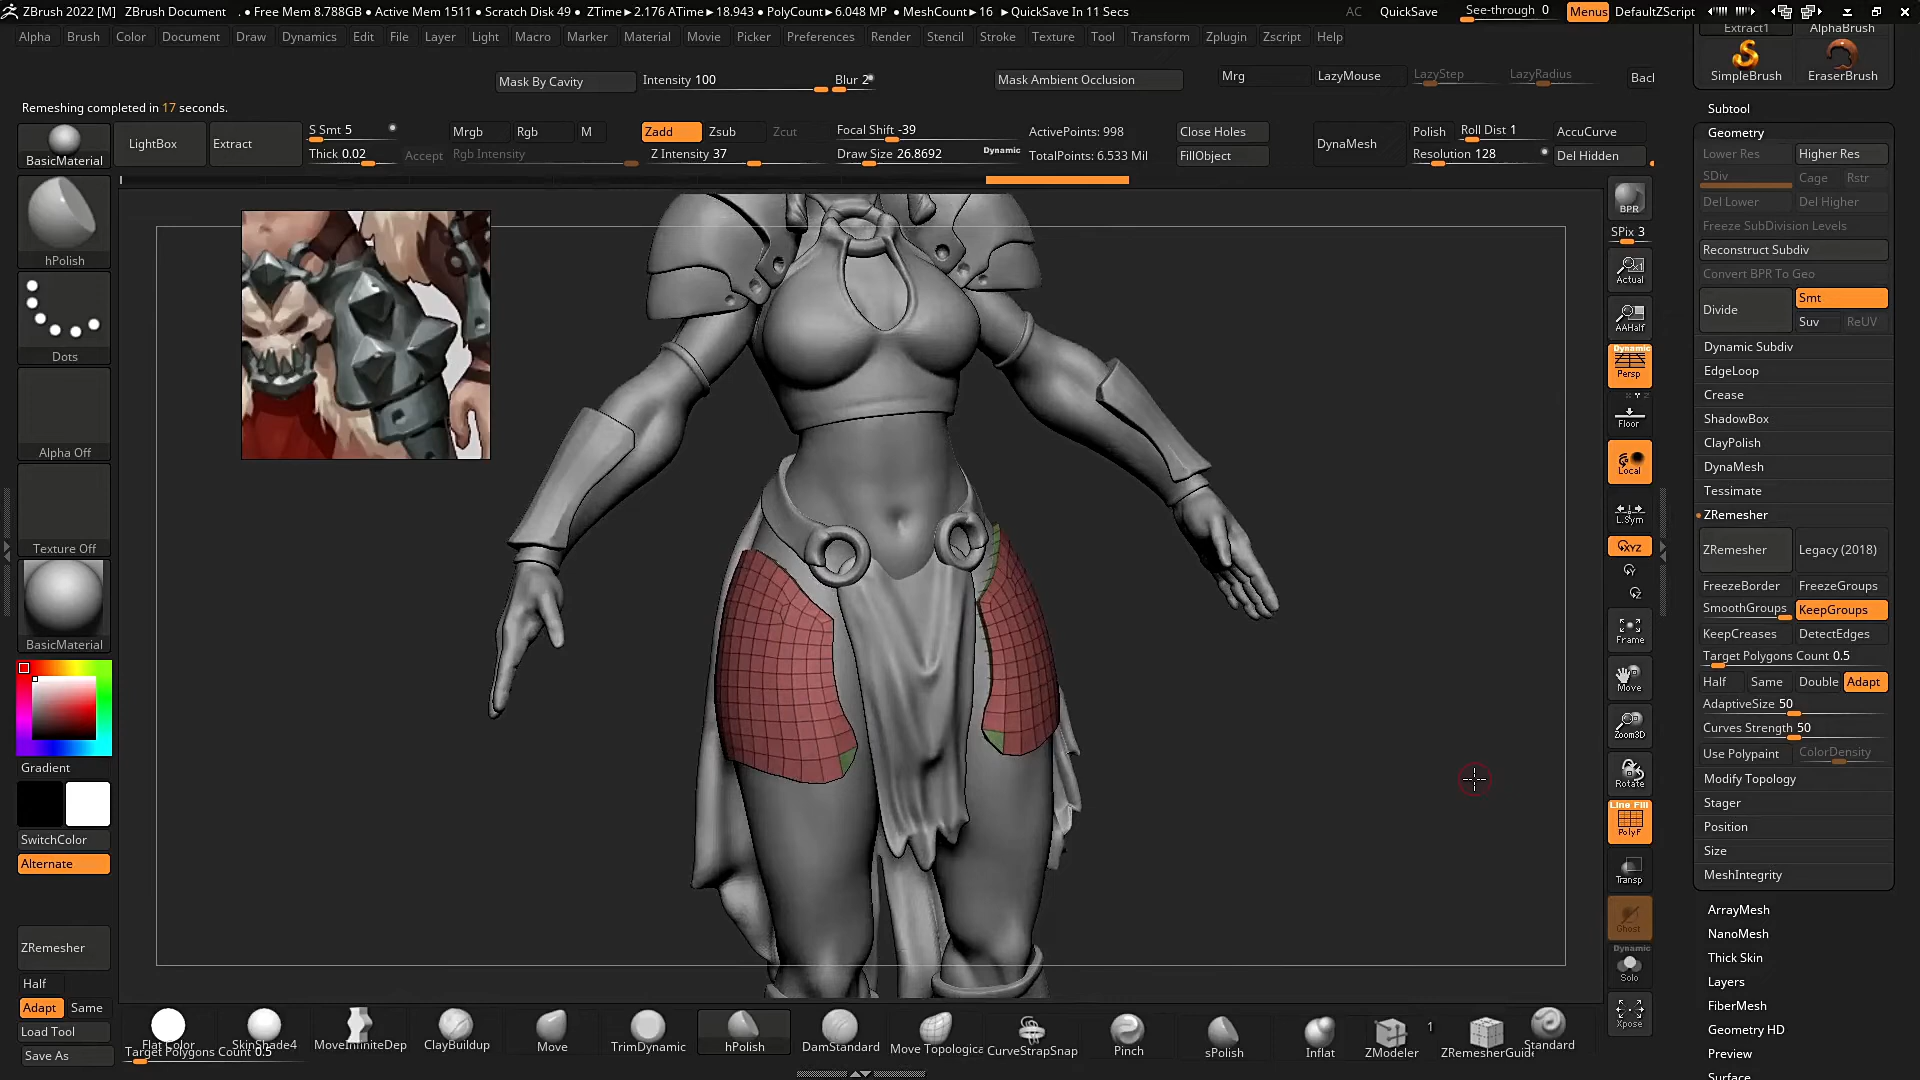 ZBrush 2022 [M] ZBrush Document . • Free Mem 8.788GB • Active Mem 1511 • Scratch Disk 49 • ZTime►2.176 ATime►18.943 • PolyCount►6.048 MP • MeshCount►16 ►QuickSave In 11 Secs AC QuickSave See-through 0 Menus DefaultZScript
Alpha Brush Color Document Draw Dynamics Edit File Layer Light Macro Marker Material Movie Picker Preferences Render Stencil Stroke Texture Tool Transform Zplugin Zscript Help
Extract1 AlphaBrush
SimpleBrush EraserBrush
Mask By Cavity Intensity 100 Blur 2 Mask Ambient Occlusion Mrg LazyMouse LazyStep LazyRadius Bacl
Remeshing completed in 17 seconds.
BasicMaterial LightBox Extract S Smt 5 Thick 0.02 Accept
Mrgb Rgb M Rgb Intensity
Zadd Zsub Zcut Z Intensity 37
Focal Shift -39 Draw Size 26.8692 Dynamic
ActivePoints: 998
TotalPoints: 6.533 Mil
Close Holes
FillObject
DynaMesh Polish Roll Dist 1 AccuCurve
Resolution 128 Del Hidden
hPolish
Dots
Alpha Off
Texture Off
BasicMaterial
Gradient
SwitchColor
Alternate
ZRemesher
Half
Adapt Same
Load Tool
Save As
BPR
SPix 3
Actual
AAHalf
Dynamic
Persp
Floor
Local
L.Sym
XYZ
Frame
Move
Zoom3D
Rotate
Line Fill
PolyF
Transp
Ghost
Dynamic
Solo
Xpose
Subtool
Geometry
Lower Res Higher Res
SDiv Cage Rstr
Del Lower Del Higher
Freeze SubDivision Levels
Reconstruct Subdiv
Convert BPR To Geo
Divide Smt
Suv ReUV
Dynamic Subdiv
EdgeLoop
Crease
ShadowBox
ClayPolish
DynaMesh
Tessimate
ZRemesher
ZRemesher Legacy (2018)
FreezeBorder FreezeGroups
SmoothGroups KeepGroups
KeepCreases DetectEdges
Target Polygons Count 0.5
Half Same Double Adapt
AdaptiveSize 50
Curves Strength 50
Use Polypaint ColorDensity
Modify Topology
Stager
Position
Size
MeshIntegrity
ArrayMesh
NanoMesh
Thick Skin
Layers
FiberMesh
Geometry HD
Preview
Surface
Flat Color SkinShade4 MoveInfiniteDep ClayBuildup Move TrimDynamic hPolish DamStandard Move Topologica CurveStrapSnap Pinch sPolish Inflat ZModeler 1 ZRemesherGuide Standard
Target Polygons Count 0.5